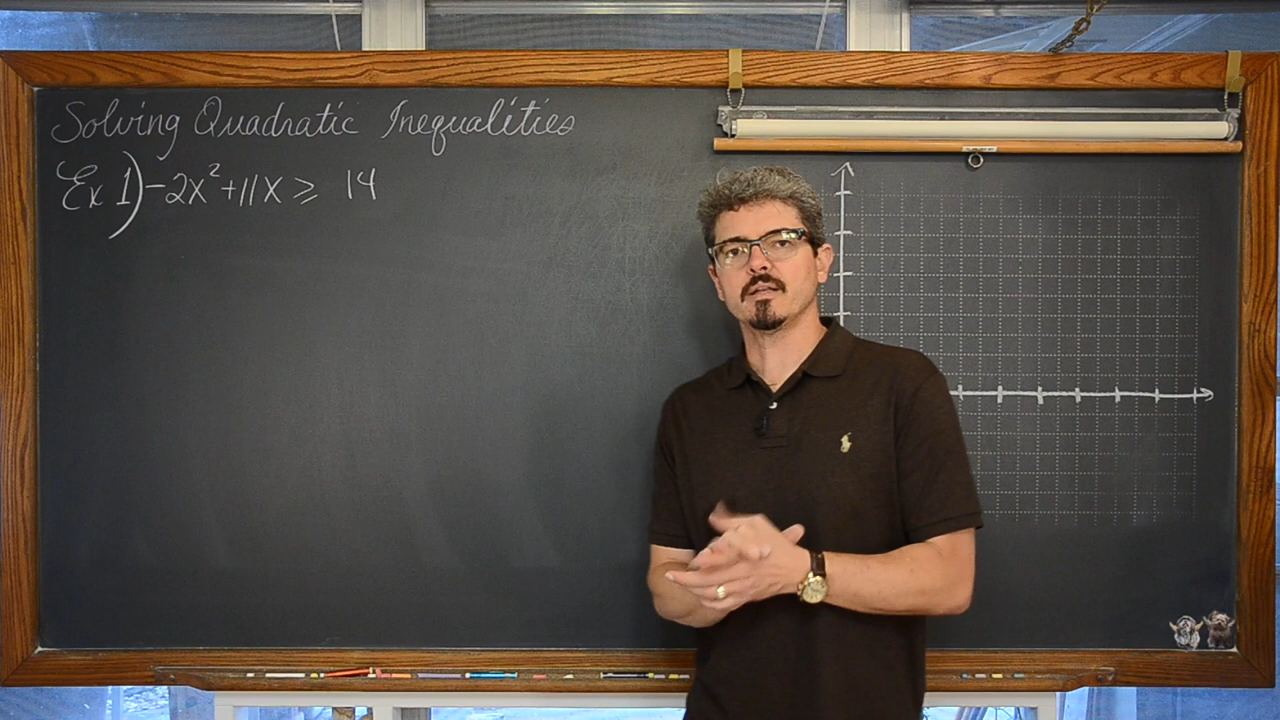 Solving Quadratic Inequalities
Ex 1) -2x²+11x ≥ 14